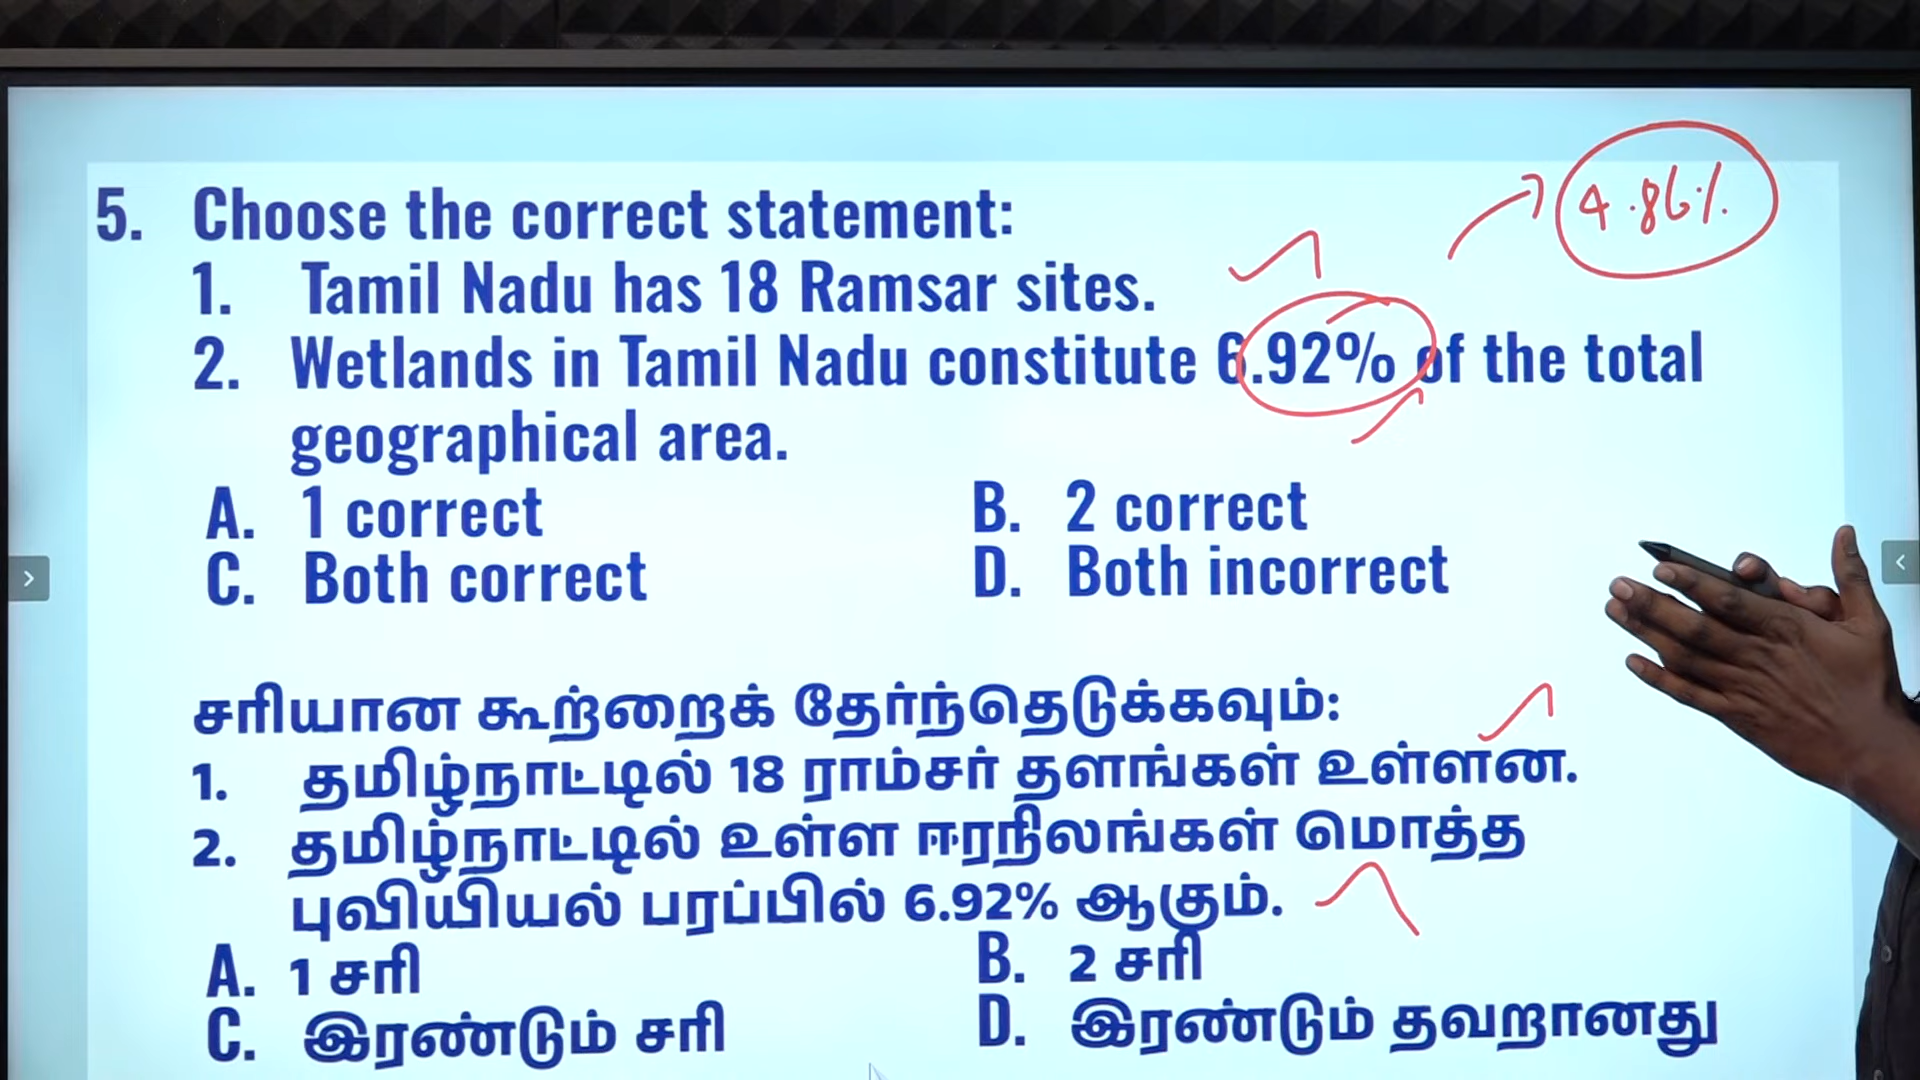 4.86%
5. Choose the correct statement:
1. Tamil Nadu has 18 Ramsar sites.
2. Wetlands in Tamil Nadu constitute 6.92% of the total
geographical area.
A. 1 correct
B. 2 correct
C. Both correct
D. Both incorrect
சரியான கூற்றைக் தேர்ந்தெடுக்கவும்:
1. தமிழ்நாட்டில் 18 ராம்சர் தளங்கள் உள்ளன.
2. தமிழ்நாட்டில் உள்ள ஈரநிலங்கள் மொத்த
புவியியல் பரப்பில் 6.92% ஆகும்.
A. 1 சரி
B. 2 சரி
C. இரண்டும் சரி
D. இரண்டும் தவறானது